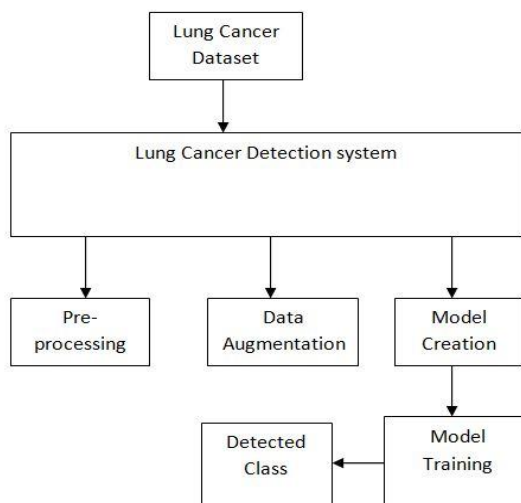 Lung Cancer
Dataset
Lung Cancer Detection system
Pre-
processing
Data
Augmentation
Model
Creation
Detected
Class
Model
Training